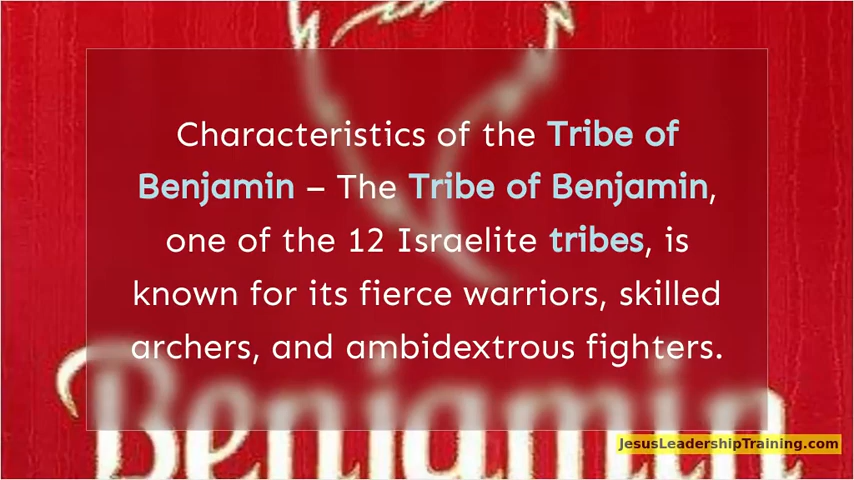 Characteristics of the Tribe of
Benjamin – The Tribe of Benjamin,
one of the 12 Israelite tribes, is
known for its fierce warriors, skilled
archers, and ambidextrous fighters.
Benjamin
JesusLeadershipTraining.com